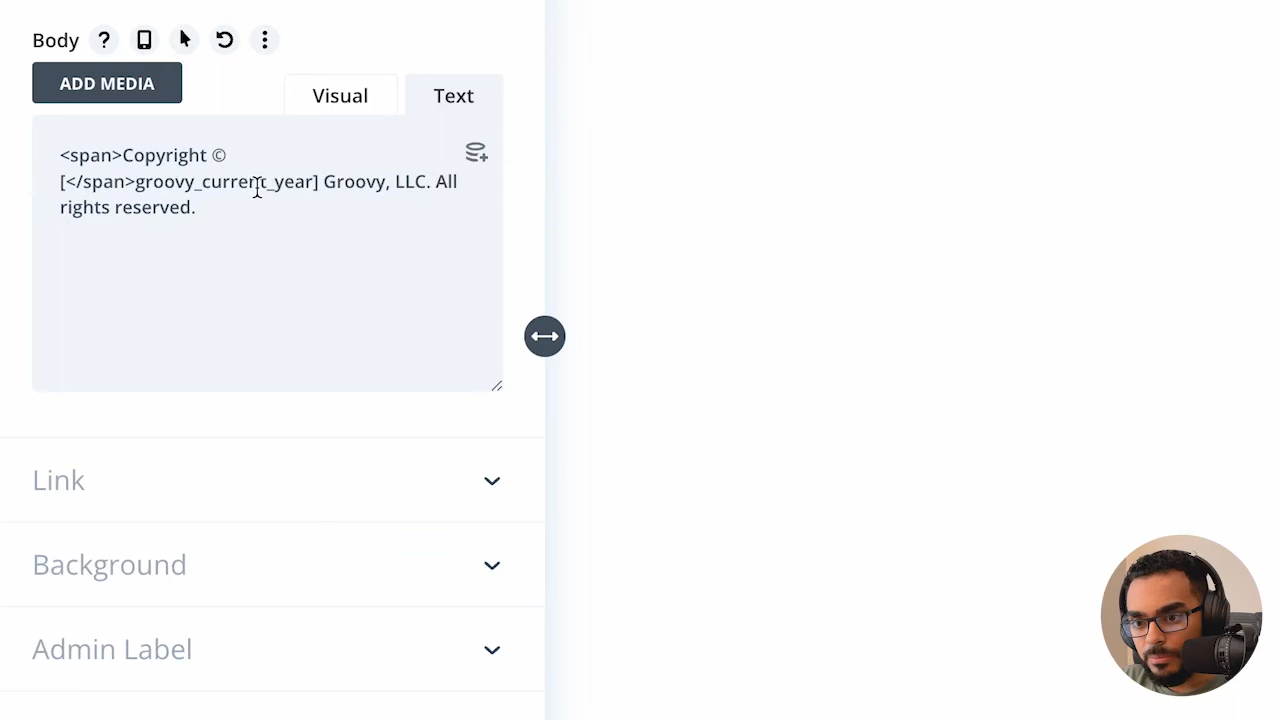 Body
ADD MEDIA
Visual
Text
<span>Copyright ©
[</span>groovy_current_year] Groovy, LLC. All
rights reserved.
Link
Background
Admin Label